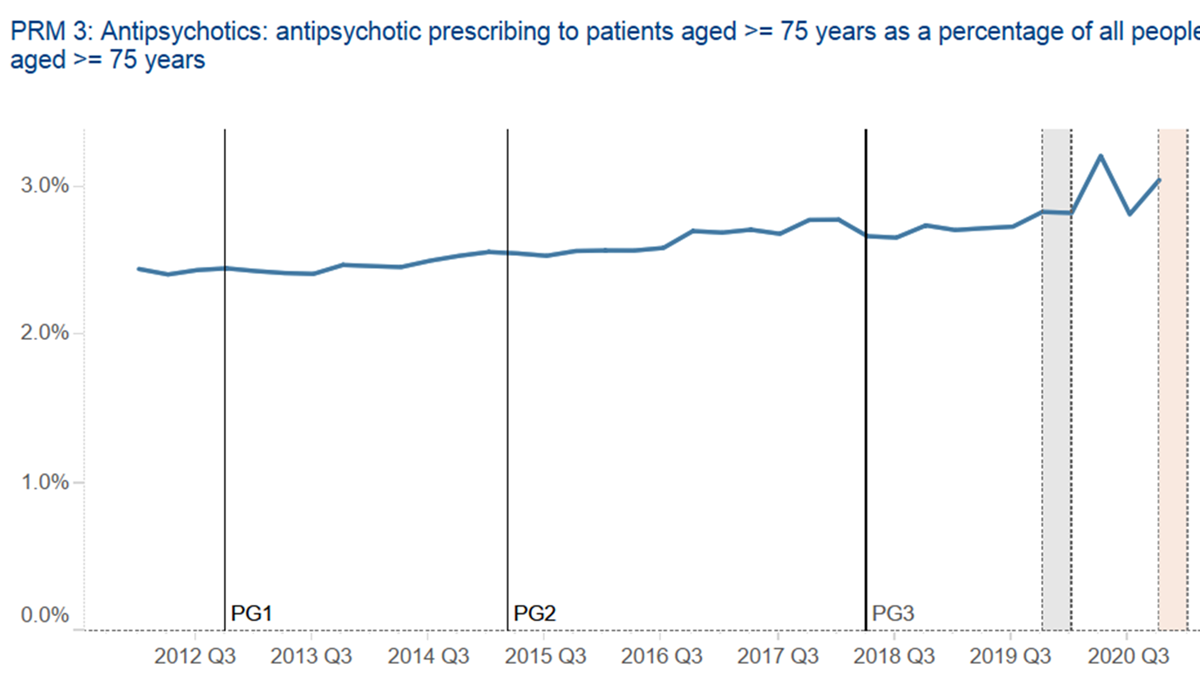 PRM 3: Antipsychotics: antipsychotic prescribing to patients aged >= 75 years as a percentage of all people
aged >= 75 years
3.0%
2.0%
1.0%
0.0%
PG1
PG2
PG3
2012 Q3
2013 Q3
2014 Q3
2015 Q3
2016 Q3
2017 Q3
2018 Q3
2019 Q3
2020 Q3